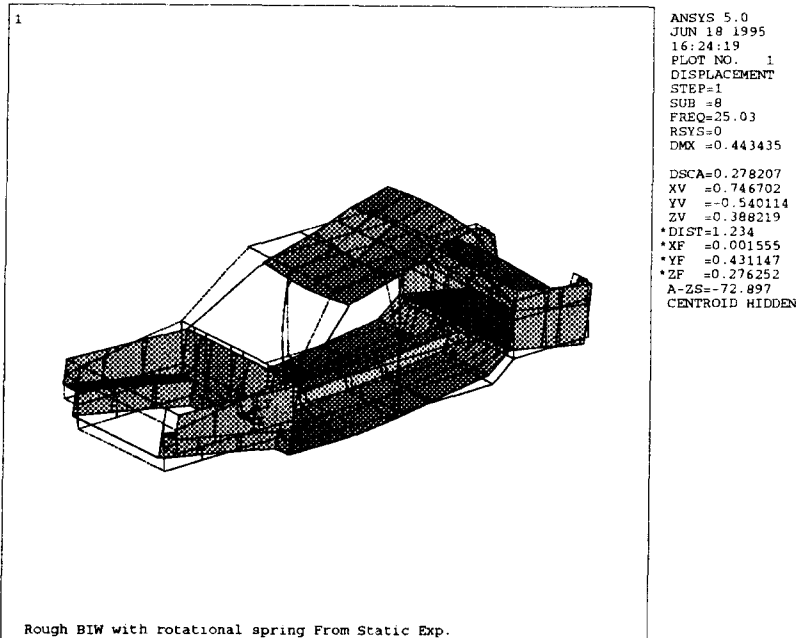 1
ANSYS 5.0
JUN 18 1995
16:24:19
PLOT NO. 1
DISPLACEMENT
STEP=1
SUB =8
FREQ=25.03
RSYS=0
DMX =0.443435
DSCA=0.278207
XV =0.746702
YV =-0.540114
ZV =0.388219
*DIST=1.234
*XF =0.001555
*YF =0.431147
*ZF =0.276252
A-ZS=-72.897
CENTROID HIDDEN
Rough BIW with rotational spring From Static Exp.